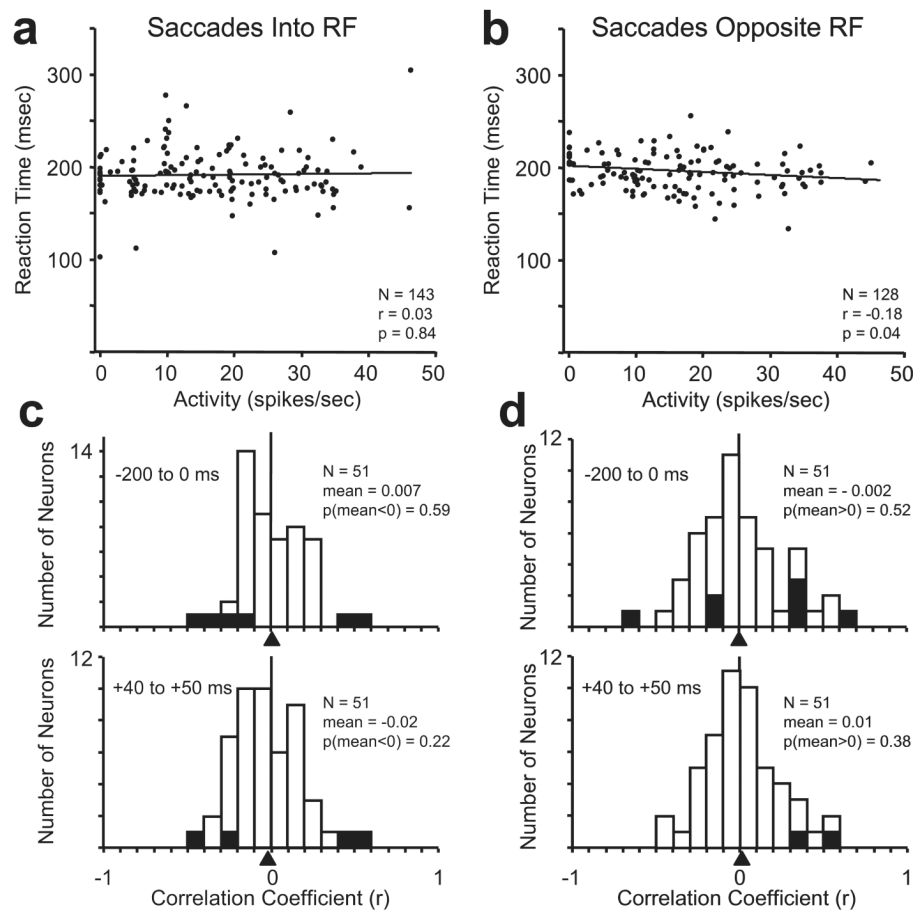 a
Saccades Into RF
Reaction Time (msec)
300
200
100
N = 143
r = 0.03
p = 0.84
0
10
20
30
40
50
Activity (spikes/sec)
b
Saccades Opposite RF
Reaction Time (msec)
300
200
100
N = 128
r = -0.18
p = 0.04
0
10
20
30
40
50
Activity (spikes/sec)
c
Number of Neurons
14
-200 to 0 ms
N = 51
mean = 0.007
p(mean<0) = 0.59
Number of Neurons
12
+40 to +50 ms
N = 51
mean = -0.02
p(mean<0) = 0.22
-1
0
1
Correlation Coefficient (r)
d
Number of Neurons
12
-200 to 0 ms
N = 51
mean = - 0.002
p(mean>0) = 0.52
Number of Neurons
12
+40 to +50 ms
N = 51
mean = 0.01
p(mean>0) = 0.38
-1
0
1
Correlation Coefficient (r)